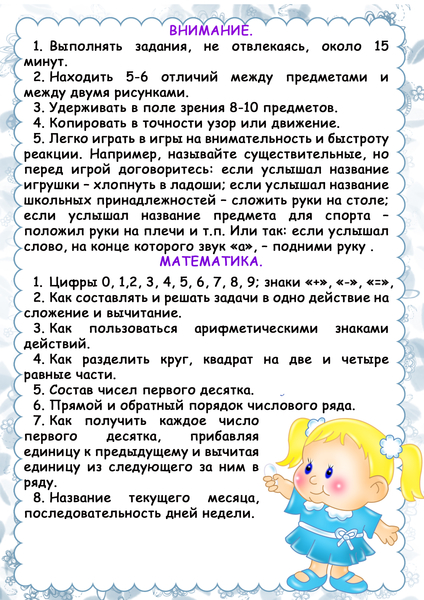 ВНИМАНИЕ.
1. Выполнять задания, не отвлекаясь, около 15
минут.
2. Находить 5-6 отличий между предметами и
между двумя рисунками.
3. Удерживать в поле зрения 8-10 предметов.
4. Копировать в точности узор или движение.
5. Легко играть в игры на внимательность и быстроту
реакции. Например, называйте существительные, но
перед игрой договоритесь: если услышал название
игрушки – хлопнуть в ладоши; если услышал название
школьных принадлежностей – сложить руки на столе;
если услышал название предмета для спорта –
положил руки на плечи и т.п. Или так: если услышал
слово, на конце которого звук «а», – подними руку .
МАТЕМАТИКА.
1. Цифры 0, 1,2, 3, 4, 5, 6, 7, 8, 9; знаки «+», «-», «=»,
2. Как составлять и решать задачи в одно действие на
сложение и вычитание.
3. Как пользоваться арифметическими знаками
действий.
4. Как разделить круг, квадрат на две и четыре
равные части.
5. Состав чисел первого десятка.
6. Прямой и обратный порядок числового ряда.
7. Как получить каждое число
первого десятка, прибавляя
единицу к предыдущему и вычитая
единицу из следующего за ним в
ряду.
8. Название текущего месяца,
последовательность дней недели.